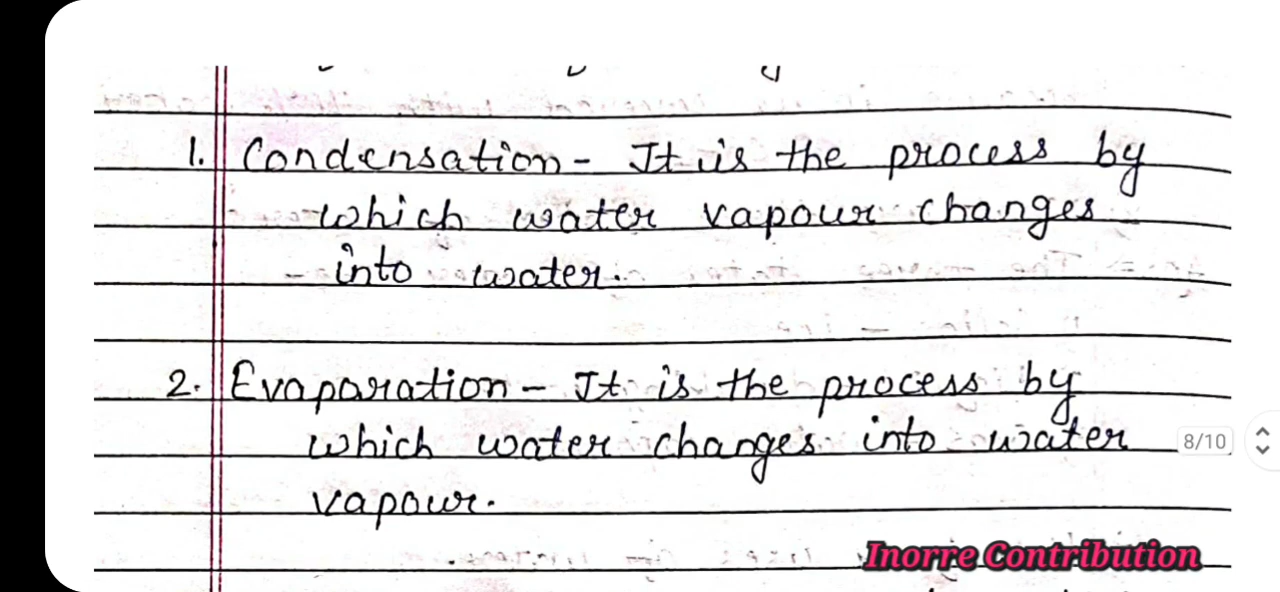 1. Condensation - It is the process by
which water vapour changes
into water.
2. Evaporation - It is the process by
which water changes into water
vapour.
8/10
Inorre Contribution